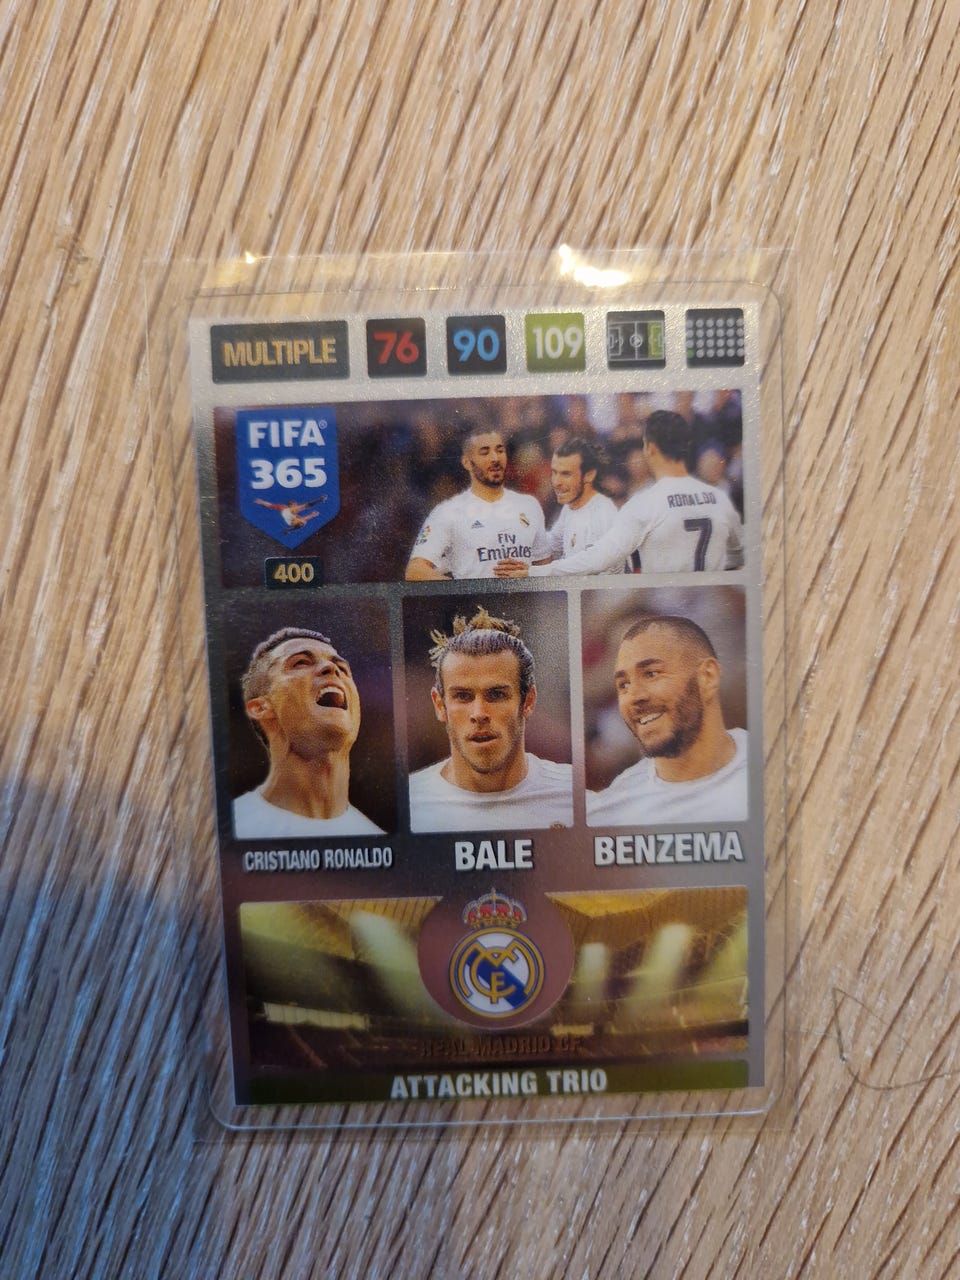 MULTIPLE 76 90 109
FIFA®
365
400
Fly
Emirates
RONALDO
7
CRISTIANO RONALDO BALE BENZEMA
REAL MADRID CF
ATTACKING TRIO